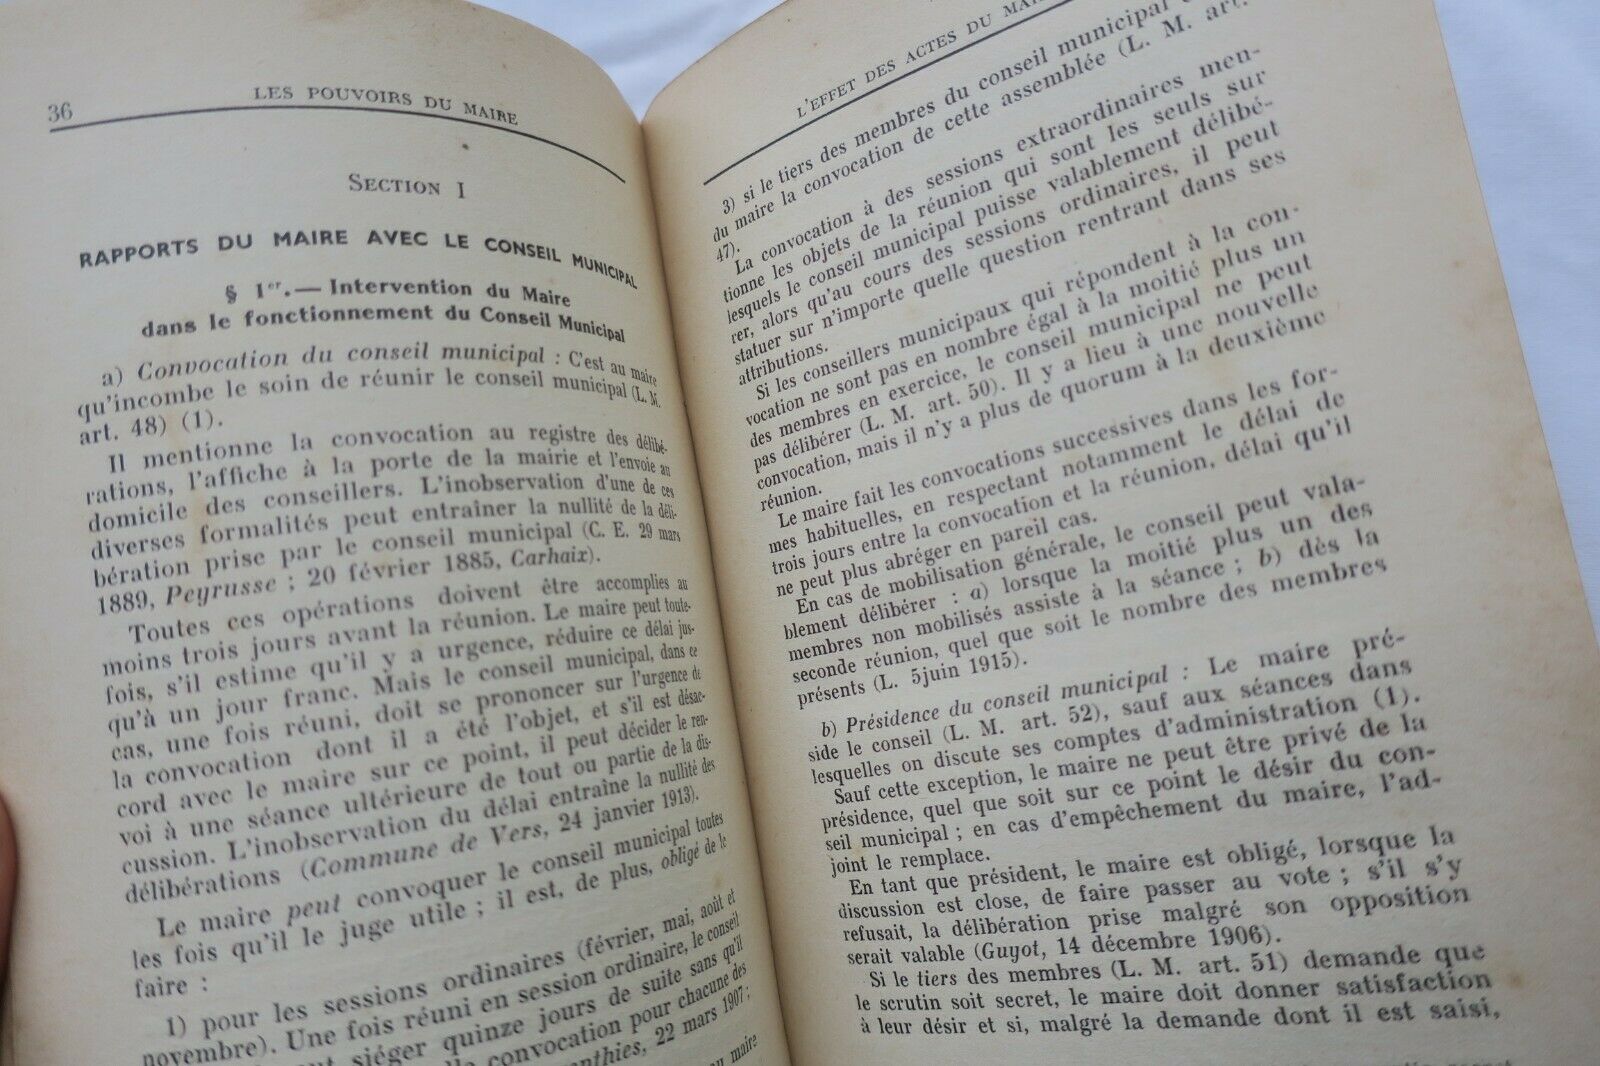 36
LES POUVOIRS DU MAIRE
SECTION I
RAPPORTS DU MAIRE AVEC LE CONSEIL MUNICIPAL
§ 1er. — Intervention du Maire
dans le fonctionnement du Conseil Municipal
a) Convocation du conseil municipal : C'est au maire
qu'incombe le soin de réunir le conseil municipal (L. M.
art. 48) (1).
Il mentionne la convocation au registre des délibé-
rations, l'affiche à la porte de la mairie et l'envoie au
domicile des conseillers. L'inobservation d'une de ces
diverses formalités peut entraîner la nullité de la déli-
bération prise par le conseil municipal (C. E. 29 mars
1889, Peyrusse ; 20 février 1885, Carhaix).
Toutes ces opérations doivent être accomplies au
moins trois jours avant la réunion. Le maire peut toute-
fois, s'il estime qu'il y a urgence, réduire ce délai jus-
qu'à un jour franc. Mais le conseil municipal, dans ce
cas, une fois réuni, doit se prononcer sur l'urgence de
la convocation dont il a été l'objet, et s'il est désac-
cord avec le maire sur ce point, il peut décider le ren-
voi à une séance ultérieure de tout ou partie de la dis-
cussion. L'inobservation du délai entraîne la nullité des
délibérations (Commune de Vers, 24 janvier 1913).
Le maire peut convoquer le conseil municipal toutes
les fois qu'il le juge utile ; il est, de plus, obligé de le
faire :
1) pour les sessions ordinaires (février, mai, août et
novembre). Une fois réuni en session ordinaire, le conseil
siéger quinze jours de suite sans qu'il
convocation pour chacune des
22 mars 1907 ;
maire
L'EFFET DES ACTES DU
3) si le tiers des membres du conseil municipal
du maire la convocation de cette assemblée (L. M. art.
47).
La convocation à des sessions extraordinaires men-
tionne les objets de la réunion qui sont les seuls sur
lesquels le conseil municipal puisse valablement délibé-
rer, alors qu'au cours des sessions ordinaires, il peut
statuer sur n'importe quelle question rentrant dans ses
attributions.
Si les conseillers municipaux qui répondent à la con-
vocation ne sont pas en nombre égal à la moitié plus un
des membres en exercice, le conseil municipal ne peut
pas délibérer (L. M. art. 50). Il y a lieu à une nouvelle
convocation, mais il n'y a plus de quorum à la deuxième
réunion.
Le maire fait les convocations successives dans les for-
mes habituelles, en respectant notamment le délai de
trois jours entre la convocation et la réunion, délai qu'il
ne peut plus abréger en pareil cas.
En cas de mobilisation générale, le conseil peut vala-
blement délibérer : a) lorsque la moitié plus un des
membres non mobilisés assiste à la séance ; b) dès la
seconde réunion, quel que soit le nombre des membres
présents (L. 5juin 1915).
b) Présidence du conseil municipal : Le maire pré-
side le conseil (L. M. art. 52), sauf aux séances dans
lesquelles on discute ses comptes d'administration (1).
Sauf cette exception, le maire ne peut être privé de la
présidence, quel que soit sur ce point le désir du con-
seil municipal ; en cas d'empêchement du maire, l'ad-
joint le remplace.
En tant que président, le maire est obligé, lorsque la
discussion est close, de faire passer au vote ; s'il s'y
refusait, la délibération prise malgré son opposition
serait valable (Guyot, 14 décembre 1906).
Si le tiers des membres (L. M. art. 51) demande que
le scrutin soit secret, le maire doit donner satisfaction
à leur désir et si, malgré la demande dont il est saisi,